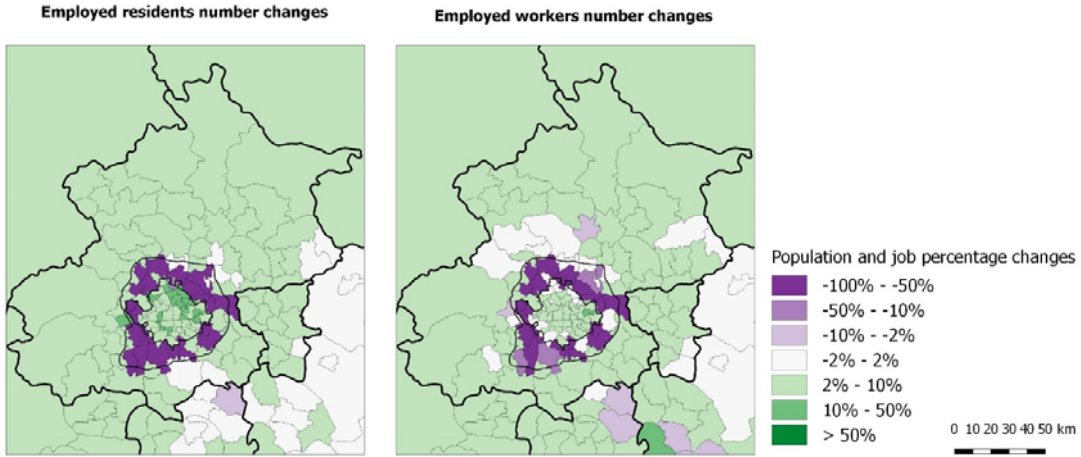 Employed residents number changes
Employed workers number changes
Population and job percentage changes
-100% - -50%
-50% - -10%
-10% - -2%
-2% - 2%
2% - 10%
10% - 50%
> 50%
0 10 20 30 40 50 km